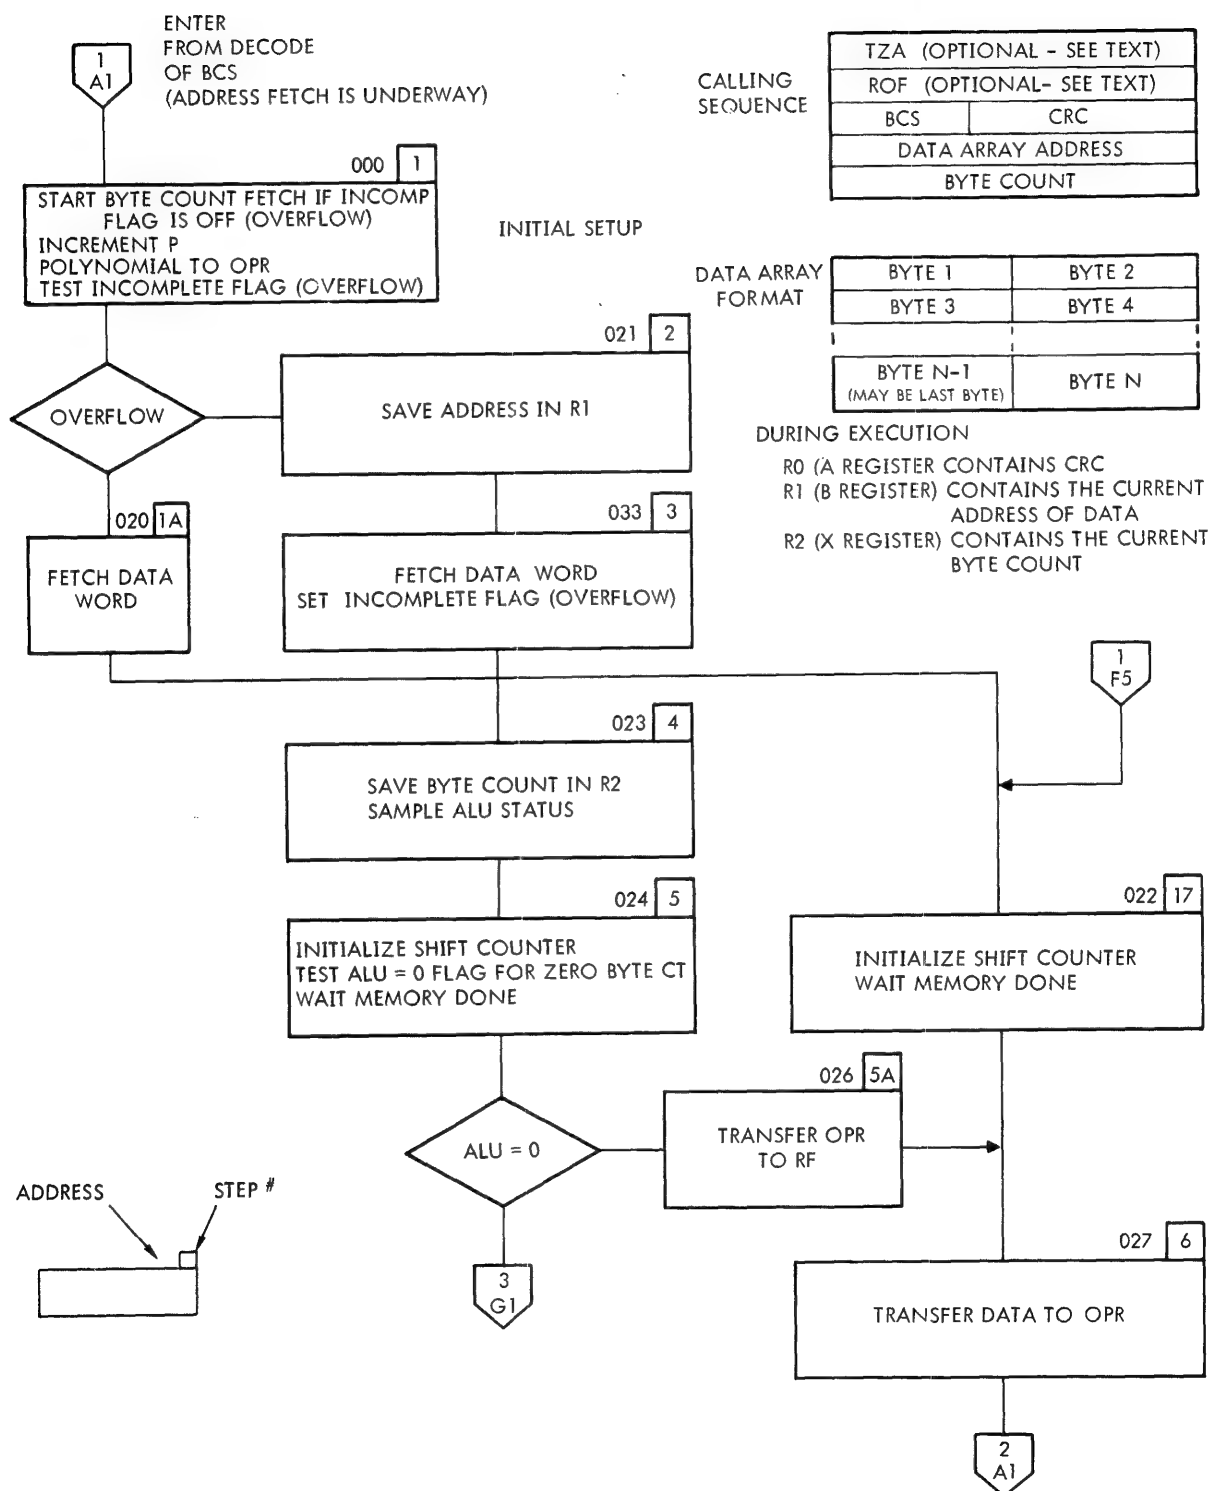 1
A1
ENTER
FROM DECODE
OF BCS
(ADDRESS FETCH IS UNDERWAY)
CALLING
SEQUENCE
TZA (OPTIONAL - SEE TEXT)
ROF (OPTIONAL- SEE TEXT)
BCS CRC
DATA ARRAY ADDRESS
BYTE COUNT
000 1
START BYTE COUNT FETCH IF INCOMP
FLAG IS OFF (OVERFLOW)
INCREMENT P
POLYNOMIAL TO OPR
TEST INCOMPLETE FLAG (OVERFLOW)
INITIAL SETUP
DATA ARRAY
FORMAT
BYTE 1 BYTE 2
BYTE 3 BYTE 4
BYTE N-1
(MAY BE LAST BYTE)
BYTE N
DURING EXECUTION
R0 (A REGISTER CONTAINS CRC
R1 (B REGISTER) CONTAINS THE CURRENT
ADDRESS OF DATA
R2 (X REGISTER) CONTAINS THE CURRENT
BYTE COUNT
OVERFLOW
021 2
SAVE ADDRESS IN R1
020 1A
FETCH DATA
WORD
033 3
FETCH DATA WORD
SET INCOMPLETE FLAG (OVERFLOW)
1
F5
023 4
SAVE BYTE COUNT IN R2
SAMPLE ALU STATUS
024 5
INITIALIZE SHIFT COUNTER
TEST ALU = 0 FLAG FOR ZERO BYTE CT
WAIT MEMORY DONE
022 17
INITIALIZE SHIFT COUNTER
WAIT MEMORY DONE
ALU = 0
026 5A
TRANSFER OPR
TO RF
3
G1
ADDRESS STEP #
027 6
TRANSFER DATA TO OPR
2
A1